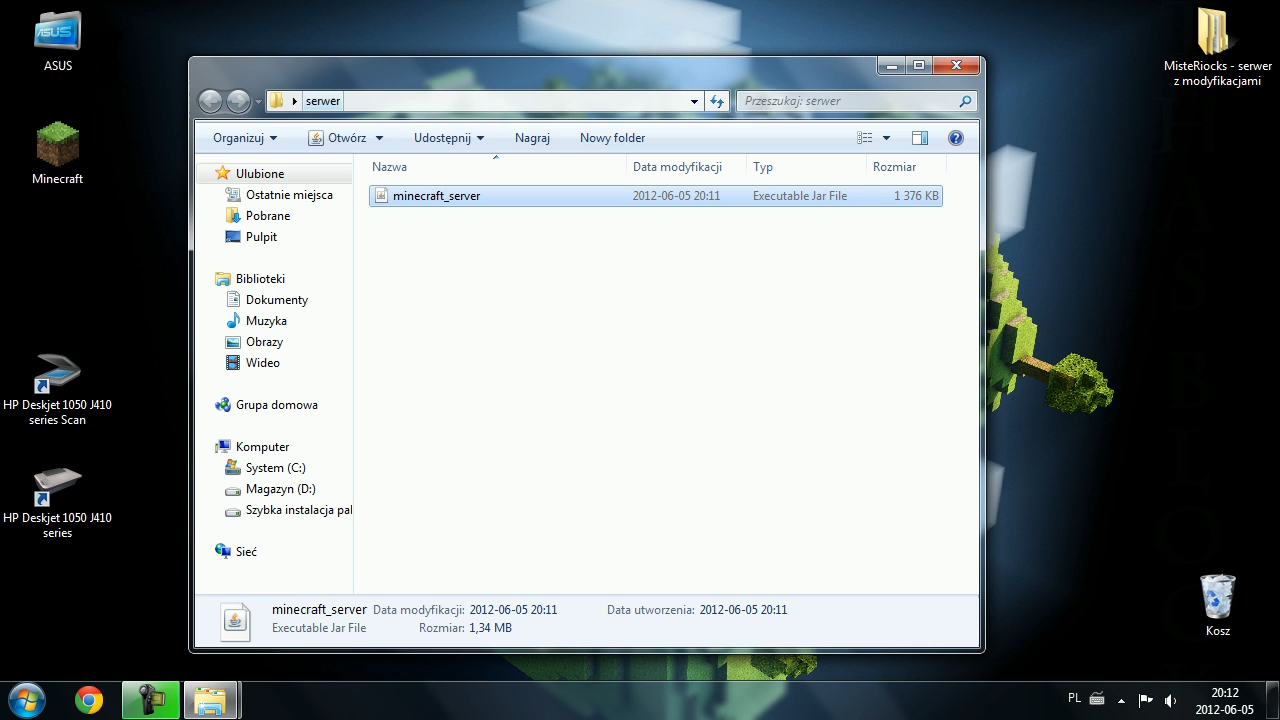 ASUS
Minecraft
HP Deskjet 1050 J410
series Scan
HP Deskjet 1050 J410
series
serwer
Przeszukaj: serwer
Organizuj
Otwórz
Udostępnij
Nagraj
Nowy folder
Ulubione
Ostatnie miejsca
Pobrane
Pulpit
Biblioteki
Dokumenty
Muzyka
Obrazy
Wideo
Grupa domowa
Komputer
System (C:)
Magazyn (D:)
Szybka instalacja pal
Sieć
Nazwa Data modyfikacji Typ Rozmiar
minecraft_server 2012-06-05 20:11 Executable Jar File 1 376 KB
minecraft_server Data modyfikacji: 2012-06-05 20:11 Data utworzenia: 2012-06-05 20:11
Executable Jar File Rozmiar: 1,34 MB
MisteRiocks - serwer
z modyfikacjami
Kosz
PL
20:12
2012-06-05